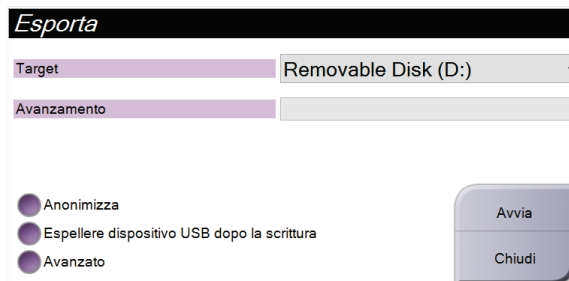 Esporta
Target
Removable Disk (D:)
Avanzamento
Anonimizza
Espellere dispositivo USB dopo la scrittura
Avanzato
Avvia
Chiudi